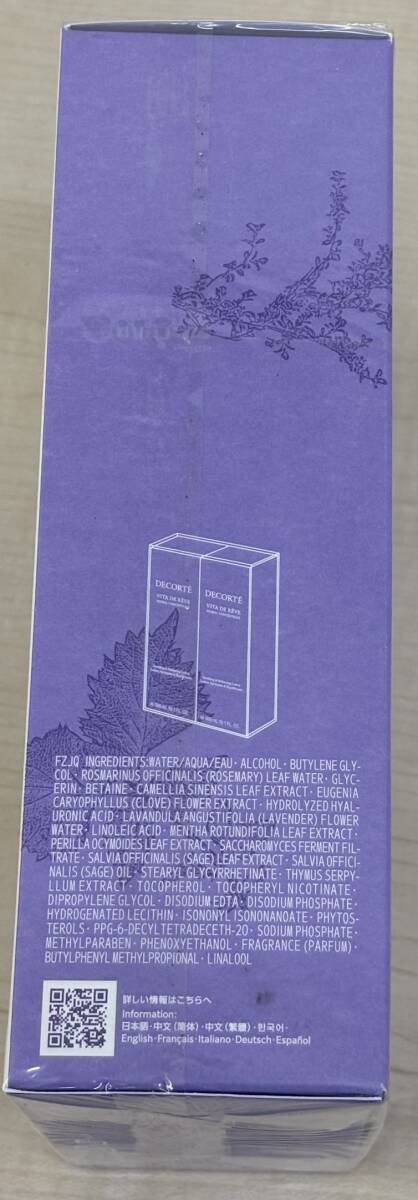 DECORTÉ
VITA DE RÊVE
DECORTÉ
VITA DE RÊVE
FZJQ INGREDIENTS:WATER/AQUA/EAU· ALCOHOL· BUTYLENE GLY-
COL· ROSMARINUS OFFICINALIS (ROSEMARY) LEAF WATER· GLYC-
ERIN· BETAINE· CAMELLIA SINENSIS LEAF EXTRACT· EUGENIA
CARYOPHYLLUS (CLOVE) FLOWER EXTRACT· HYDROLYZED HYAL-
URONIC ACID· LAVANDULA ANGUSTIFOLIA (LAVENDER) FLOWER
WATER· LINOLEIC ACID· MENTHA ROTUNDIFOLIA LEAF EXTRACT·
PERILLA OCYMOIDES LEAF EXTRACT· SACCHAROMYCES FERMENT FIL-
TRATE· SALVIA OFFICINALIS (SAGE) LEAF EXTRACT· SALVIA OFFICI-
NALIS (SAGE) OIL· STEARYL GLYCYRRHETINATE· THYMUS SERPY-
LLUM EXTRACT· TOCOPHEROL· TOCOPHERYL NICOTINATE·
DIPROPYLENE GLYCOL· DISODIUM EDTA· DISODIUM PHOSPHATE·
HYDROGENATED LECITHIN· ISONONYL ISONONANOATE· PHYTOS-
TEROLS· PPG-6-DECYLTETRADECETH-20· SODIUM PHOSPHATE·
METHYLPARABEN· PHENOXYETHANOL· FRAGRANCE (PARFUM)·
BUTYLPHENYL METHYLPROPIONAL· LINALOOL
詳しい情報はこちらへ
Information:
日本語·中文(简体)·中文(繁體)·한국어·
English·Français·Italiano·Deutsch·Español